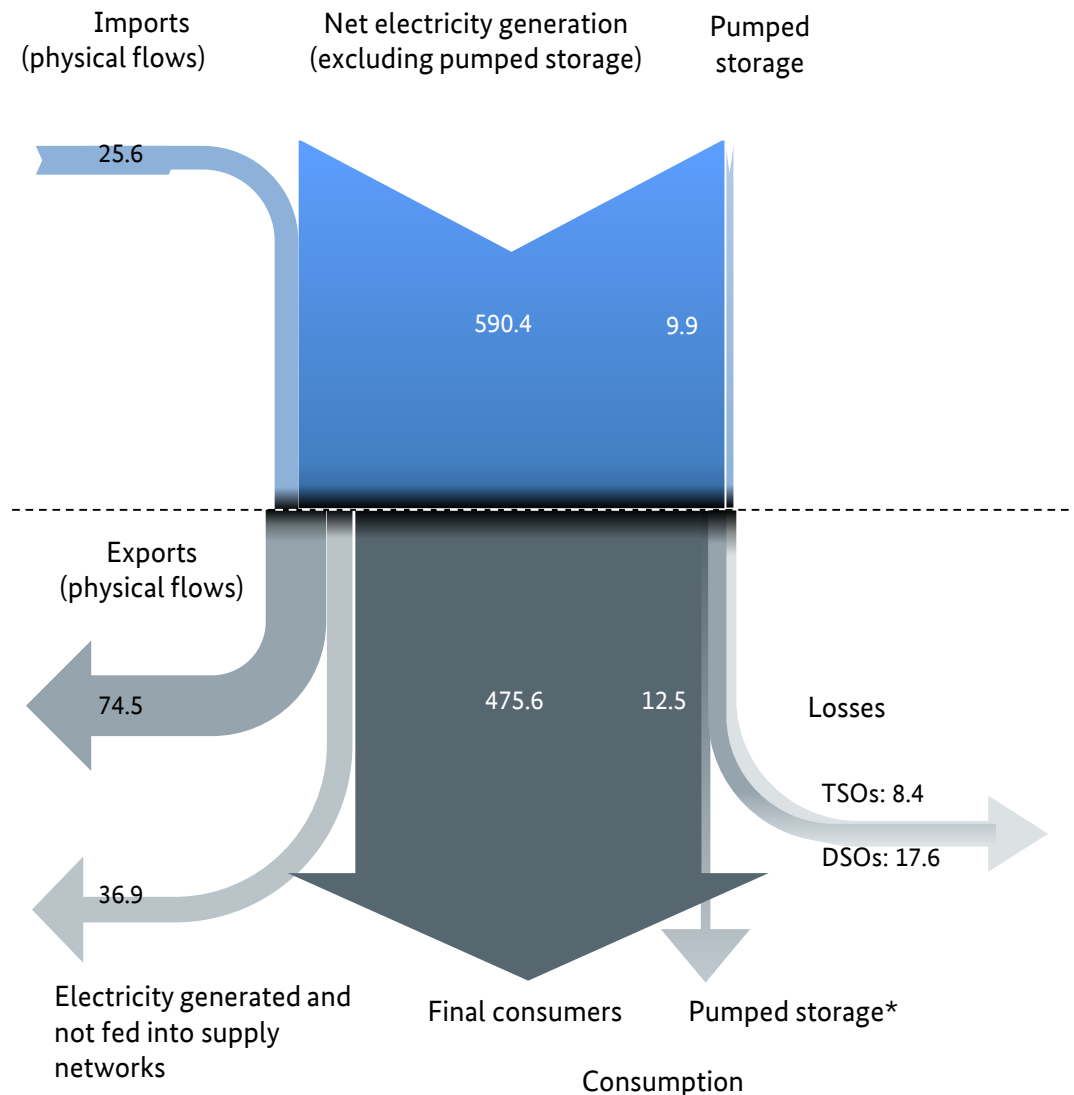 Imports
(physical flows)
Net electricity generation
(excluding pumped storage)
Pumped
storage
25.6
590.4
9.9
Exports
(physical flows)
74.5
475.6
12.5
Losses
TSOs: 8.4
DSOs: 17.6
36.9
Electricity generated and
not fed into supply
networks
Final consumers
Pumped storage*
Consumption